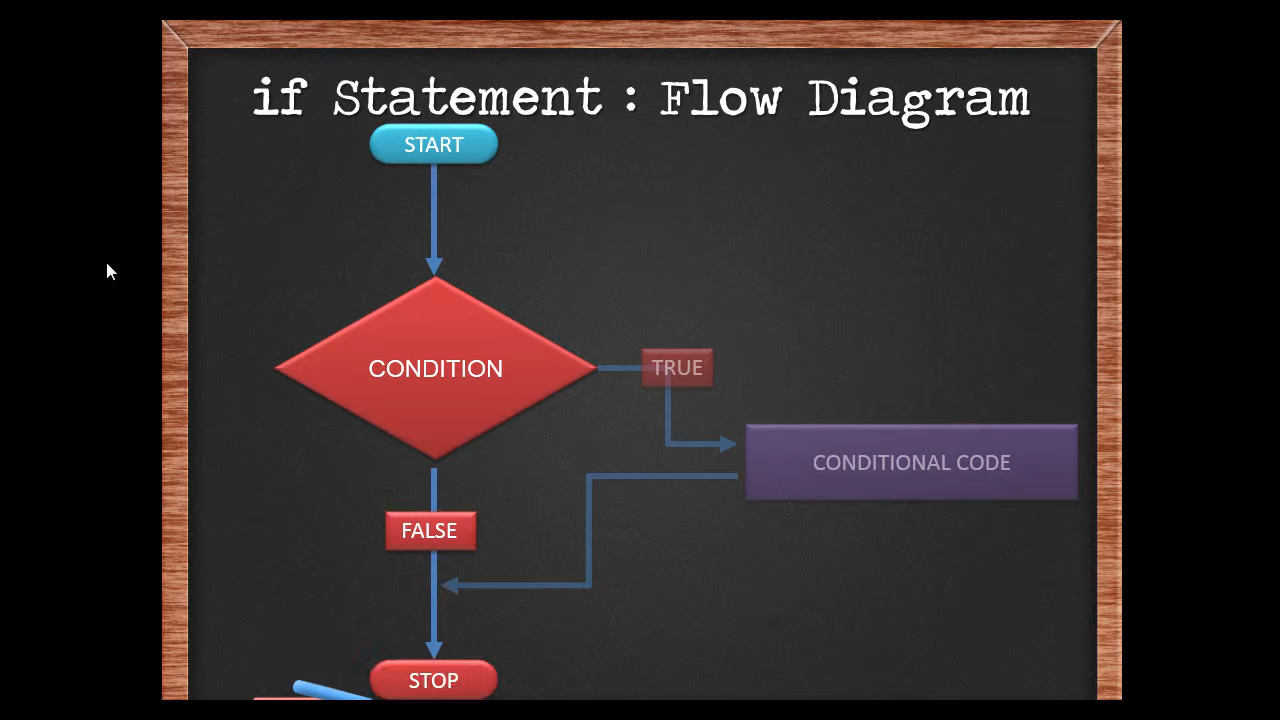 if Statement : Flow Diagram
START
CONDITION
TRUE
CONDITIONAL CODE
FALSE
STOP